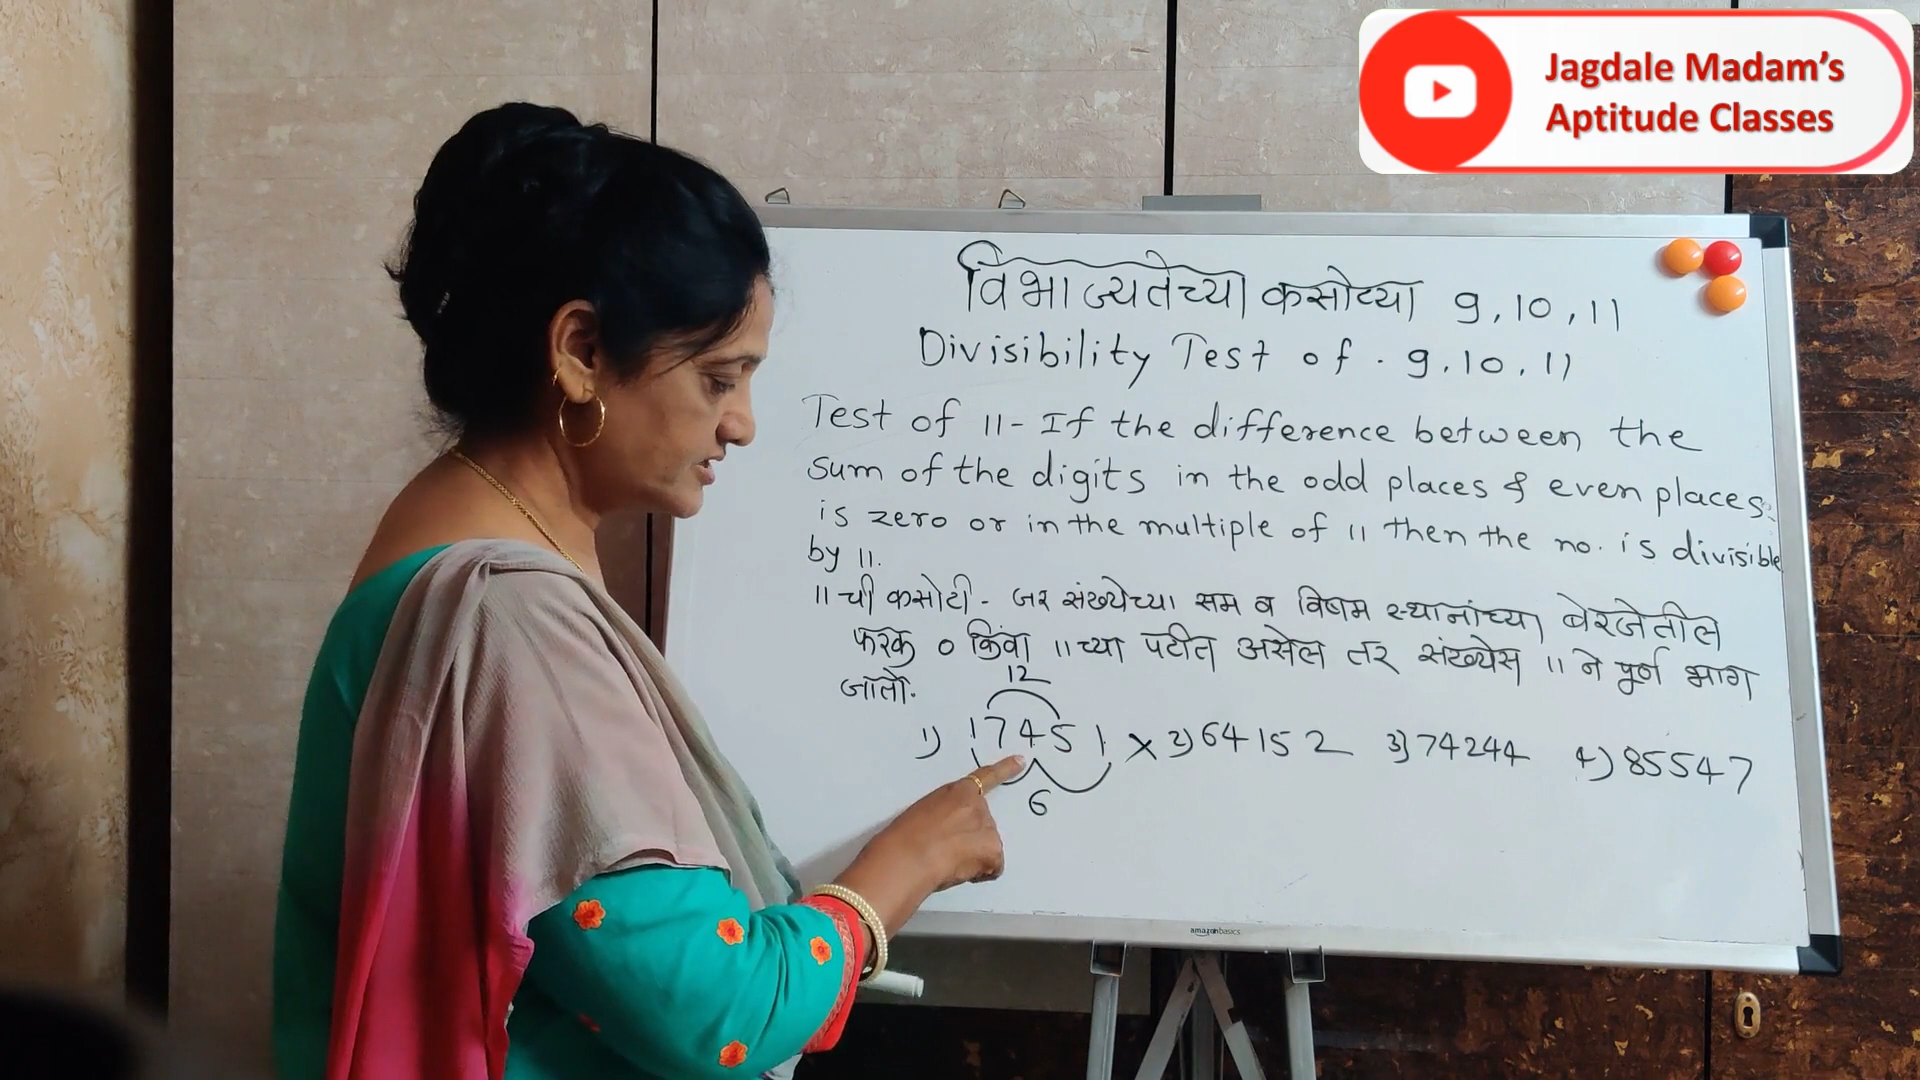 Jagdale Madam's
Aptitude Classes
विभाज्यतेच्या कसोट्या 9, 10, 11
Divisibility Test of . 9, 10, 11
Test of 11 - If the difference between the
sum of the digits in the odd places & even places
is zero or in the multiple of 11 then the no. is divisible
by 11.
11 ची कसोटी - जर संख्येच्या सम व विषम स्थानांच्या बेरजेतील
फरक 0 किंवा 11 च्या पटीत असेल तर संख्येस 11 ने पूर्ण भाग
जातो.
12
1) 17451 × 2) 64152 3) 74244 4) 85547
6
amazonbasics